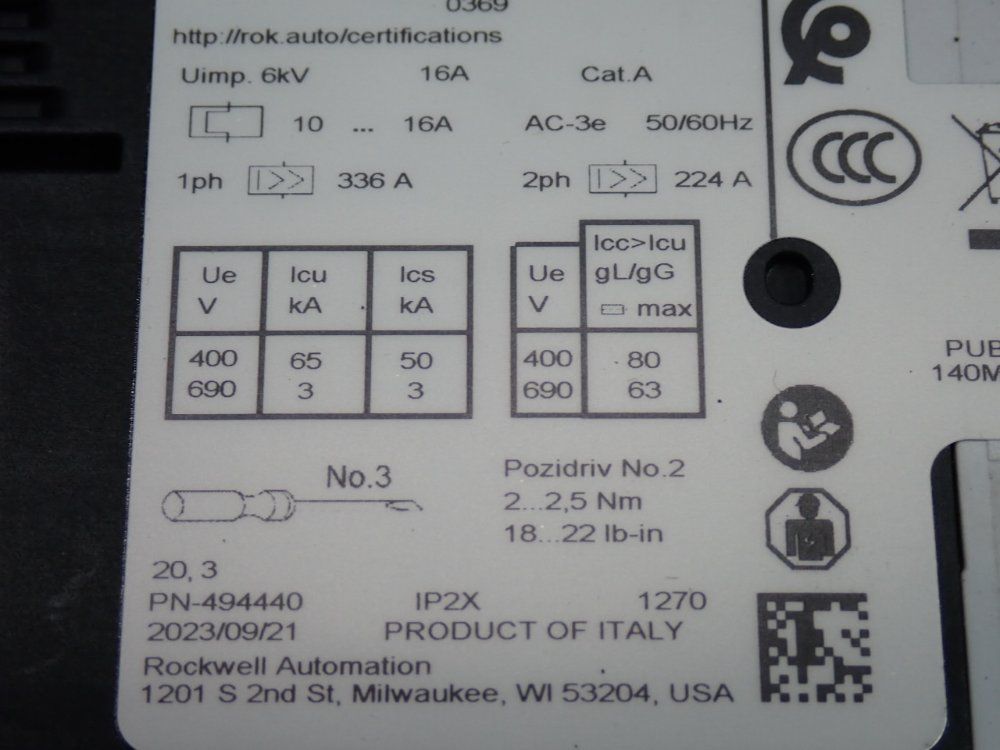 0369
http://rok.auto/certifications
Uimp. 6kV 16A Cat.A
10 ... 16A AC-3e 50/60Hz
1ph I>> 336 A 2ph I>> 224 A
CCC
Ue Icu Ics
V kA kA
400 65 50
690 3 3
Icc>Icu
Ue gL/gG
V max
400 80
690 63
PUB
140M
No.3
Pozidriv No.2
2...2,5 Nm
18...22 lb-in
20, 3
PN-494440 IP2X 1270
2023/09/21 PRODUCT OF ITALY
Rockwell Automation
1201 S 2nd St, Milwaukee, WI 53204, USA